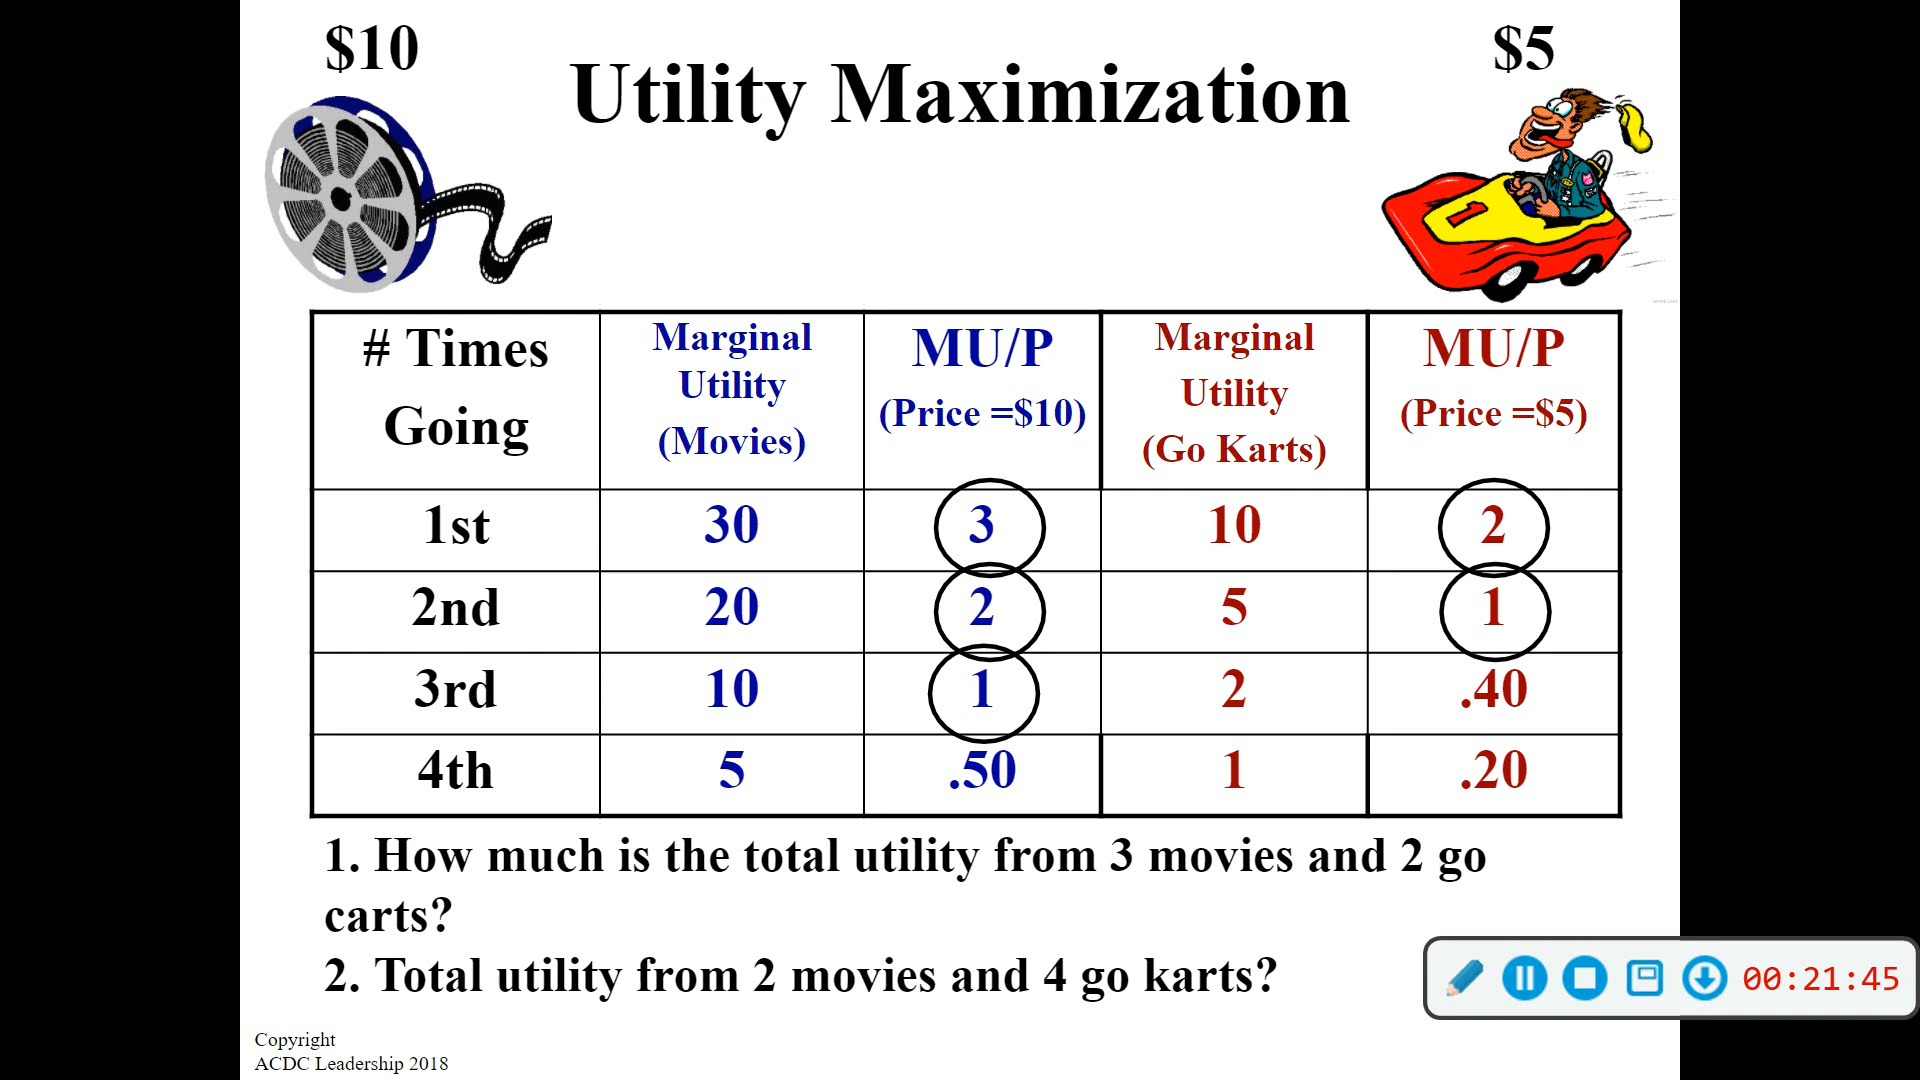 $10
Utility Maximization
$5
1
# Times Going
Marginal Utility (Movies)
MU/P (Price =$10)
Marginal Utility (Go Karts)
MU/P (Price =$5)
1st 30 3 10 2
2nd 20 2 5 1
3rd 10 1 2 .40
4th 5 .50 1 .20
1. How much is the total utility from 3 movies and 2 go
carts?
2. Total utility from 2 movies and 4 go karts?
00:21:45
Copyright
ACDC Leadership 2018